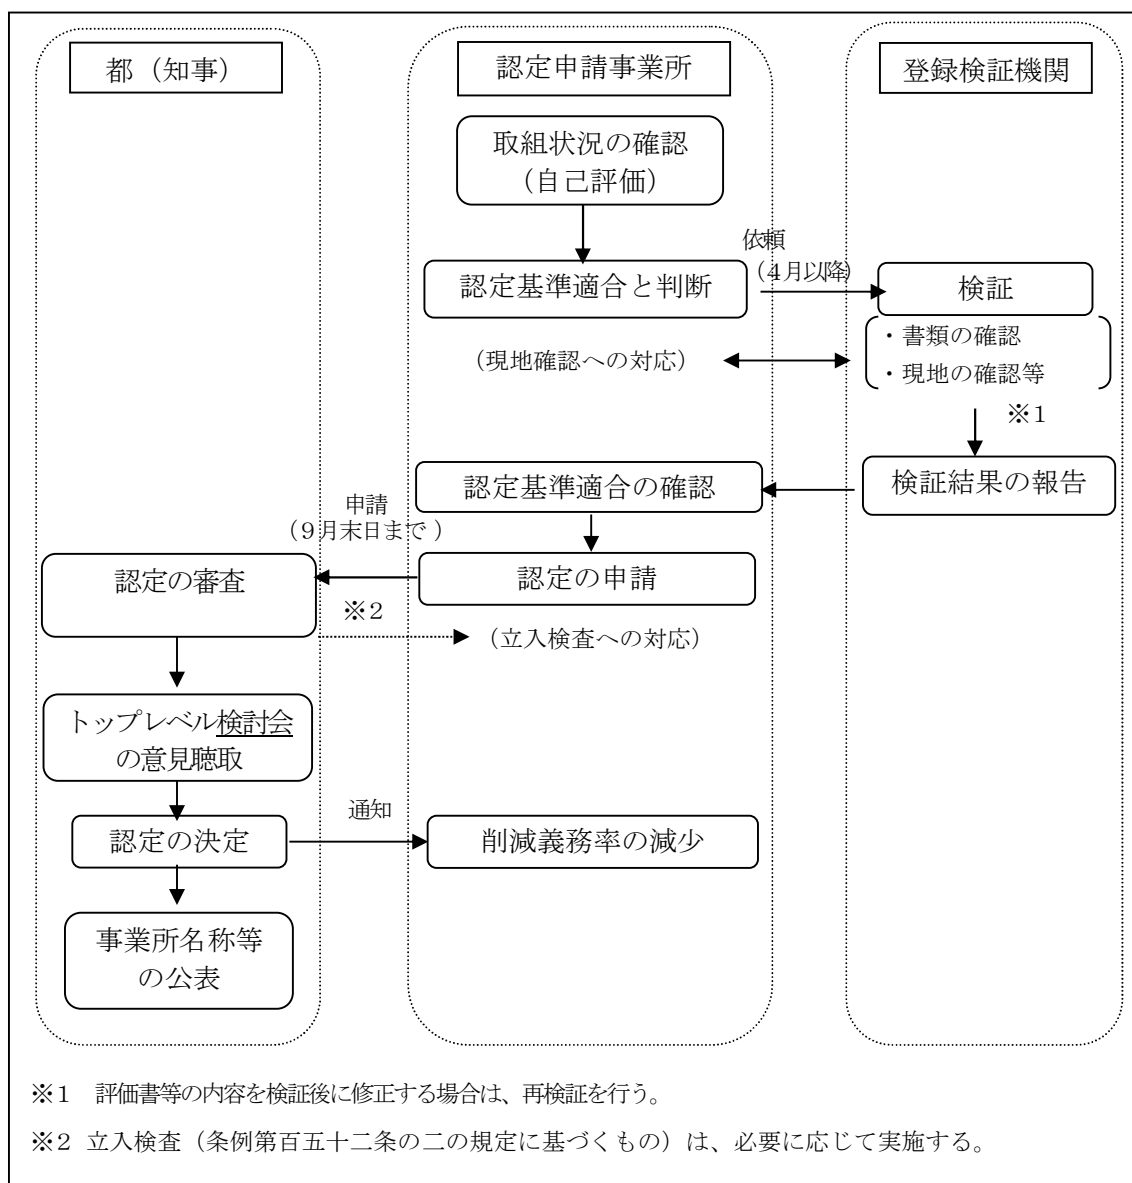 都（知事）
認定申請事業所
登録検証機関
取組状況の確認
（自己評価）
依頼
（４月以降）
認定基準適合と判断
検証
・書類の確認
（現地確認への対応）
・現地の確認等
※１
認定基準適合の確認
検証結果の報告
申請
（９月末日まで）
認定の審査
認定の申請
※２
（立入検査への対応）
トップレベル検討会
の意見聴取
通知
認定の決定
削減義務率の減少
事業所名称等
の公表
※１　評価書等の内容を検証後に修正する場合は、再検証を行う。
※２ 立入検査（条例第百五十二条の二の規定に基づくもの）は、必要に応じて実施する。